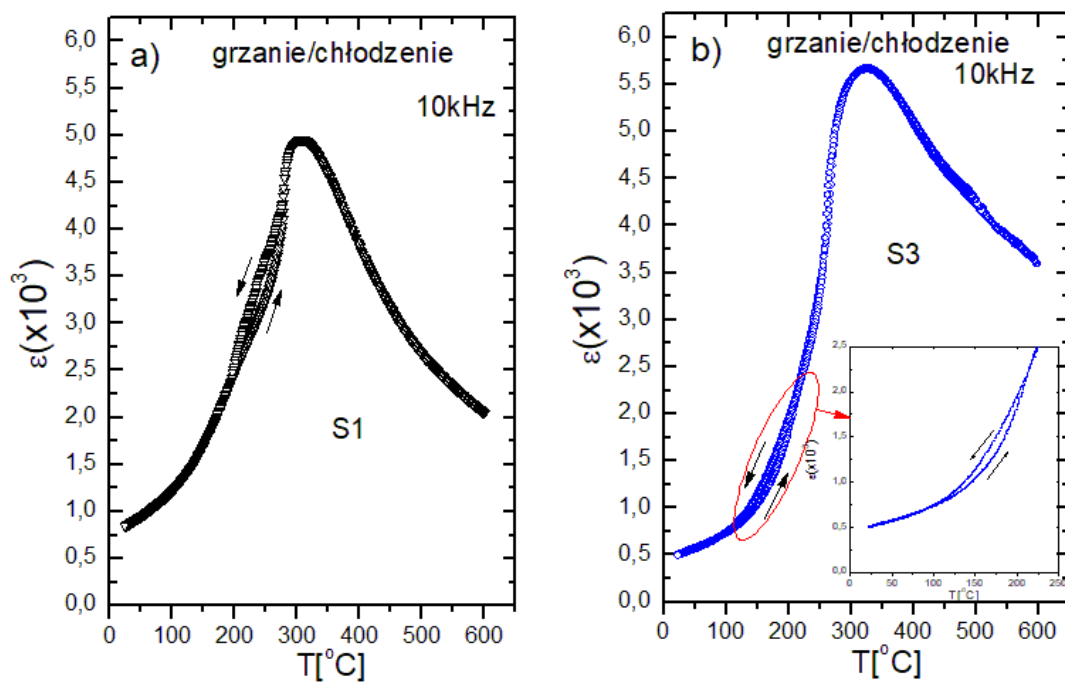 a)
grzanie/chłodzenie
10kHz
6,0
5,5
5,0
4,5
4,0
3,5
3,0
2,5
2,0
1,5
1,0
0,5
0,0
ε(x10³)
S1
0 100 200 300 400 500 600
T[°C]
b)
grzanie/chłodzenie
10kHz
6,0
5,5
5,0
4,5
4,0
3,5
3,0
2,5
2,0
1,5
1,0
0,5
0,0
ε(x10³)
S3
2,5
2,0
1,5
1,0
0,5
0,0
ε(x10³)
0 50 100 150 200 250
T[°C]
0 100 200 300 400 500 600
T[°C]